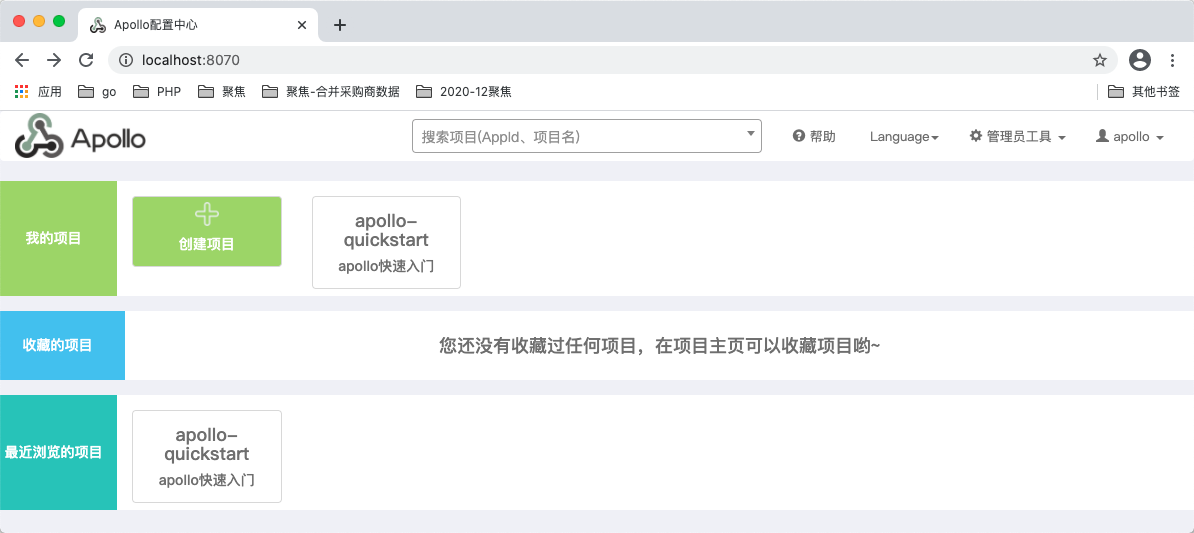 Apollo配置中心
localhost:8070
应用 go PHP 聚焦 聚焦-合并采购商数据 2020-12聚焦 其他书签
Apollo 搜索项目(AppId、项目名) 帮助 Language 管理员工具 apollo
我的项目
创建项目
apollo-
quickstart
apollo快速入门
收藏的项目
您还没有收藏过任何项目，在项目主页可以收藏项目哟~
最近浏览的项目
apollo-
quickstart
apollo快速入门